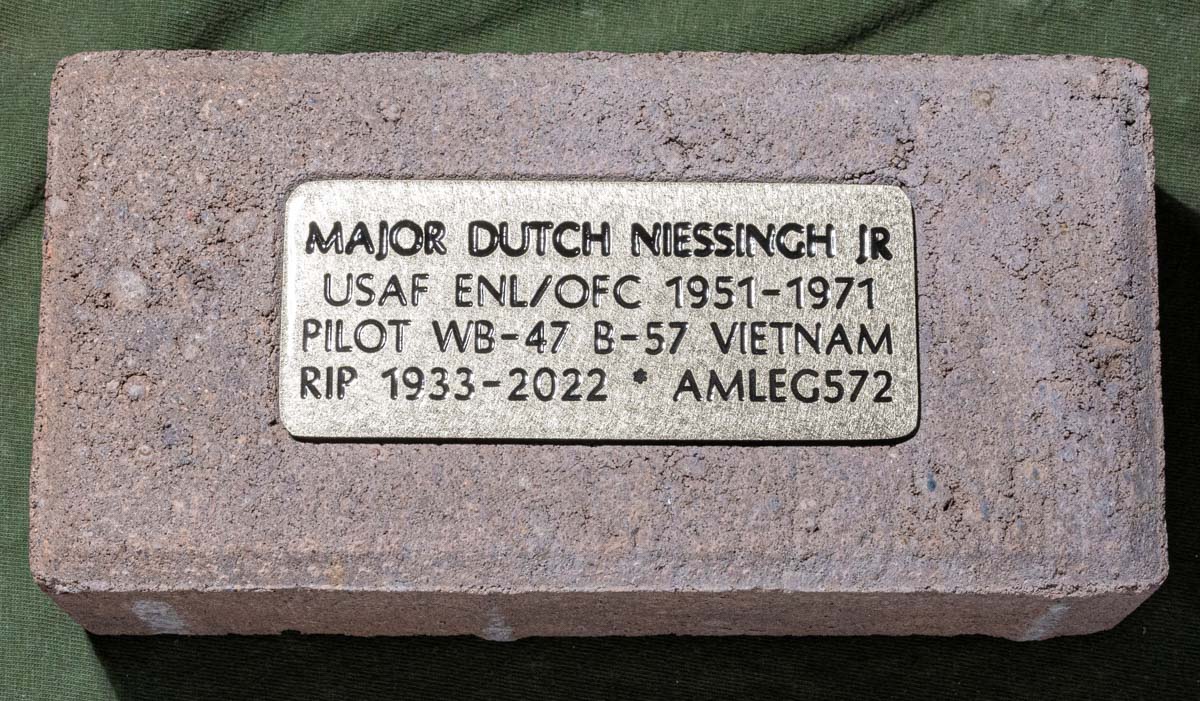 MAJOR DUTCH NIESSINGH JR
USAF ENL/OFC 1951-1971
PILOT WB-47 B-57 VIETNAM
RIP 1933-2022 * AMLEG572